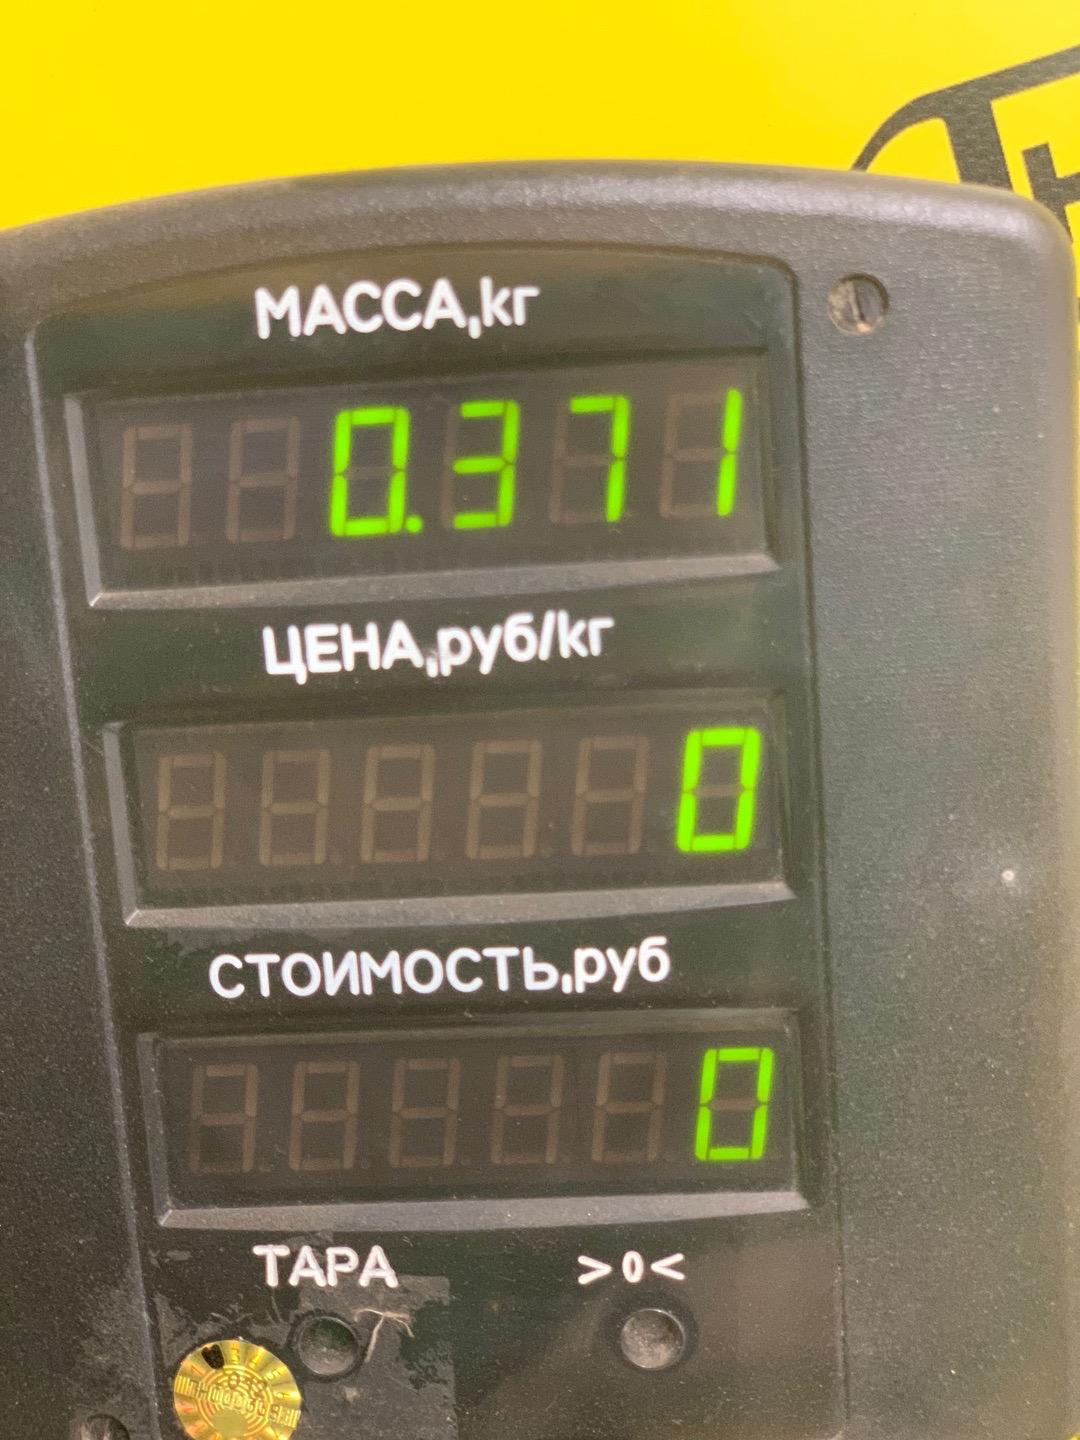 МАССА,кг
0.371
ЦЕНА,руб/кг
0
СТОИМОСТЬ,руб
0
ТАРА >0<